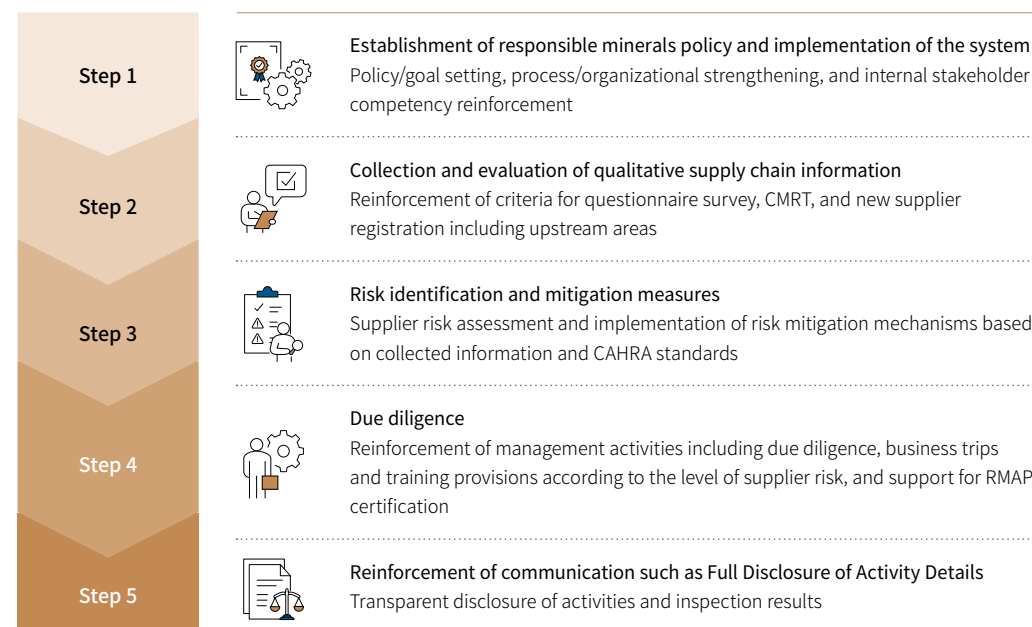 Step 1
Establishment of responsible minerals policy and implementation of the system
Policy/goal setting, process/organizational strengthening, and internal stakeholder
competency reinforcement
Step 2
Collection and evaluation of qualitative supply chain information
Reinforcement of criteria for questionnaire survey, CMRT, and new supplier
registration including upstream areas
Step 3
Risk identification and mitigation measures
Supplier risk assessment and implementation of risk mitigation mechanisms based
on collected information and CAHRA standards
Step 4
Due diligence
Reinforcement of management activities including due diligence, business trips
and training provisions according to the level of supplier risk, and support for RMAP
certification
Step 5
Reinforcement of communication such as Full Disclosure of Activity Details
Transparent disclosure of activities and inspection results